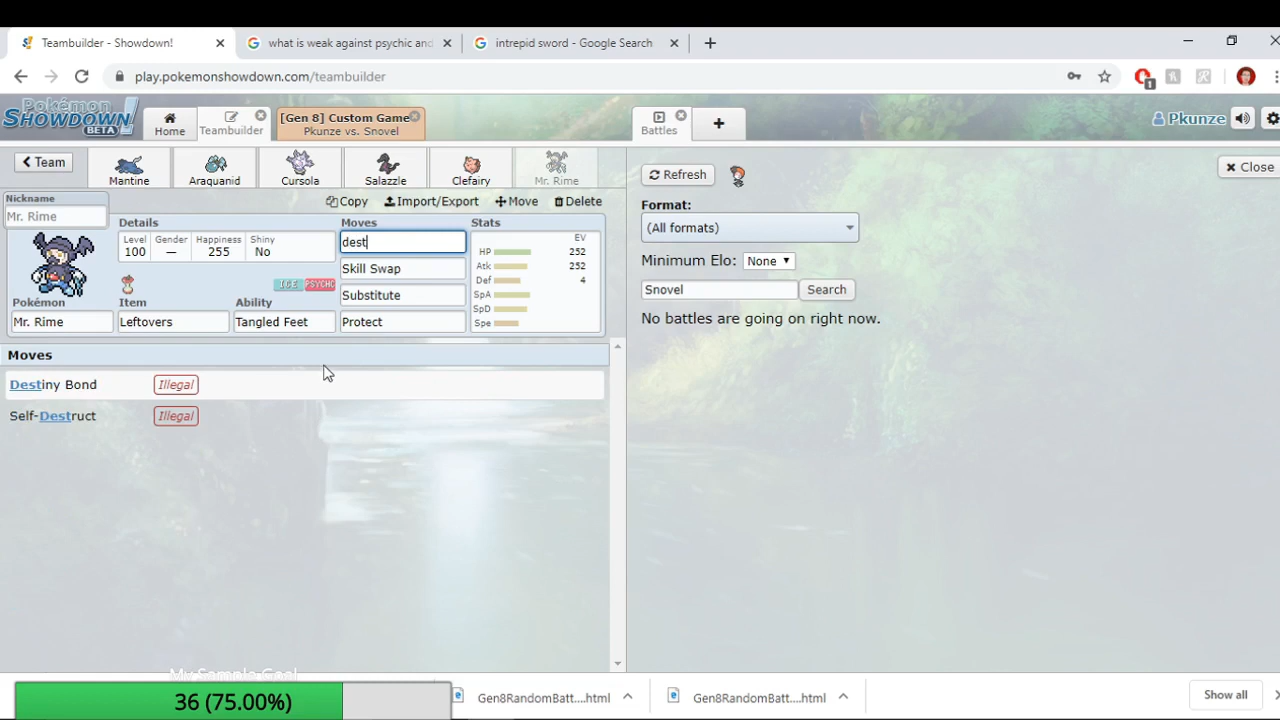 Teambuilder - Showdown!
what is weak against psychic and
intrepid sword - Google Search
play.pokemonshowdown.com/teambuilder
1
Pokémon
SHOWDOWN!
BETA
Home
Teambuilder
[Gen 8] Custom Game
Pkunze vs. Snovel
Battles
Pkunze
Team
Mantine
Araquanid
Cursola
Salazzle
Clefairy
Mr. Rime
Refresh
Close
Nickname
Mr. Rime
Copy
Import/Export
Move
Delete
Details
Moves
Stats
Level
100
Gender
—
Happiness
255
Shiny
No
dest
Skill Swap
Substitute
Protect
EV
HP 252
Atk 252
Def 4
SpA
SpD
Spe
ICE PSYCHC
Pokémon
Mr. Rime
Item
Leftovers
Ability
Tangled Feet
Format:
(All formats)
Minimum Elo: None
Snovel
Search
No battles are going on right now.
Moves
Destiny Bond Illegal
Self-Destruct Illegal
My Sample Goal
36 (75.00%)
Gen8RandomBatt....html
Gen8RandomBatt....html
Show all